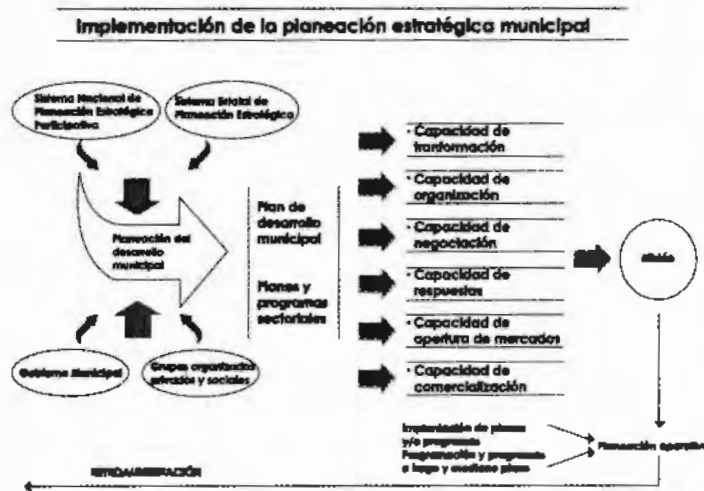 Implementación de la planeación estratégica municipal
Sistema Nacional de
Planeación Estratégica
Participativa
Sistema Estatal de
Planeación Estratégica
Planeación del
desarrollo
municipal
Gobierno Municipal
Grupos organizados
privados y sociales
Plan de
desarrollo
municipal
Planes y
programas
sectoriales
· Capacidad de
tranformación
· Capacidad de
organización
· Capacidad de
negociación
· Capacidad de
respuestas
· Capacidad de
apertura de mercados
· Capacidad de
comercialización
Implantación de planes
y/o programas
Programación y programas
a largo y mediano plazo
Planeación operativa
RETROALIMENTACIÓN